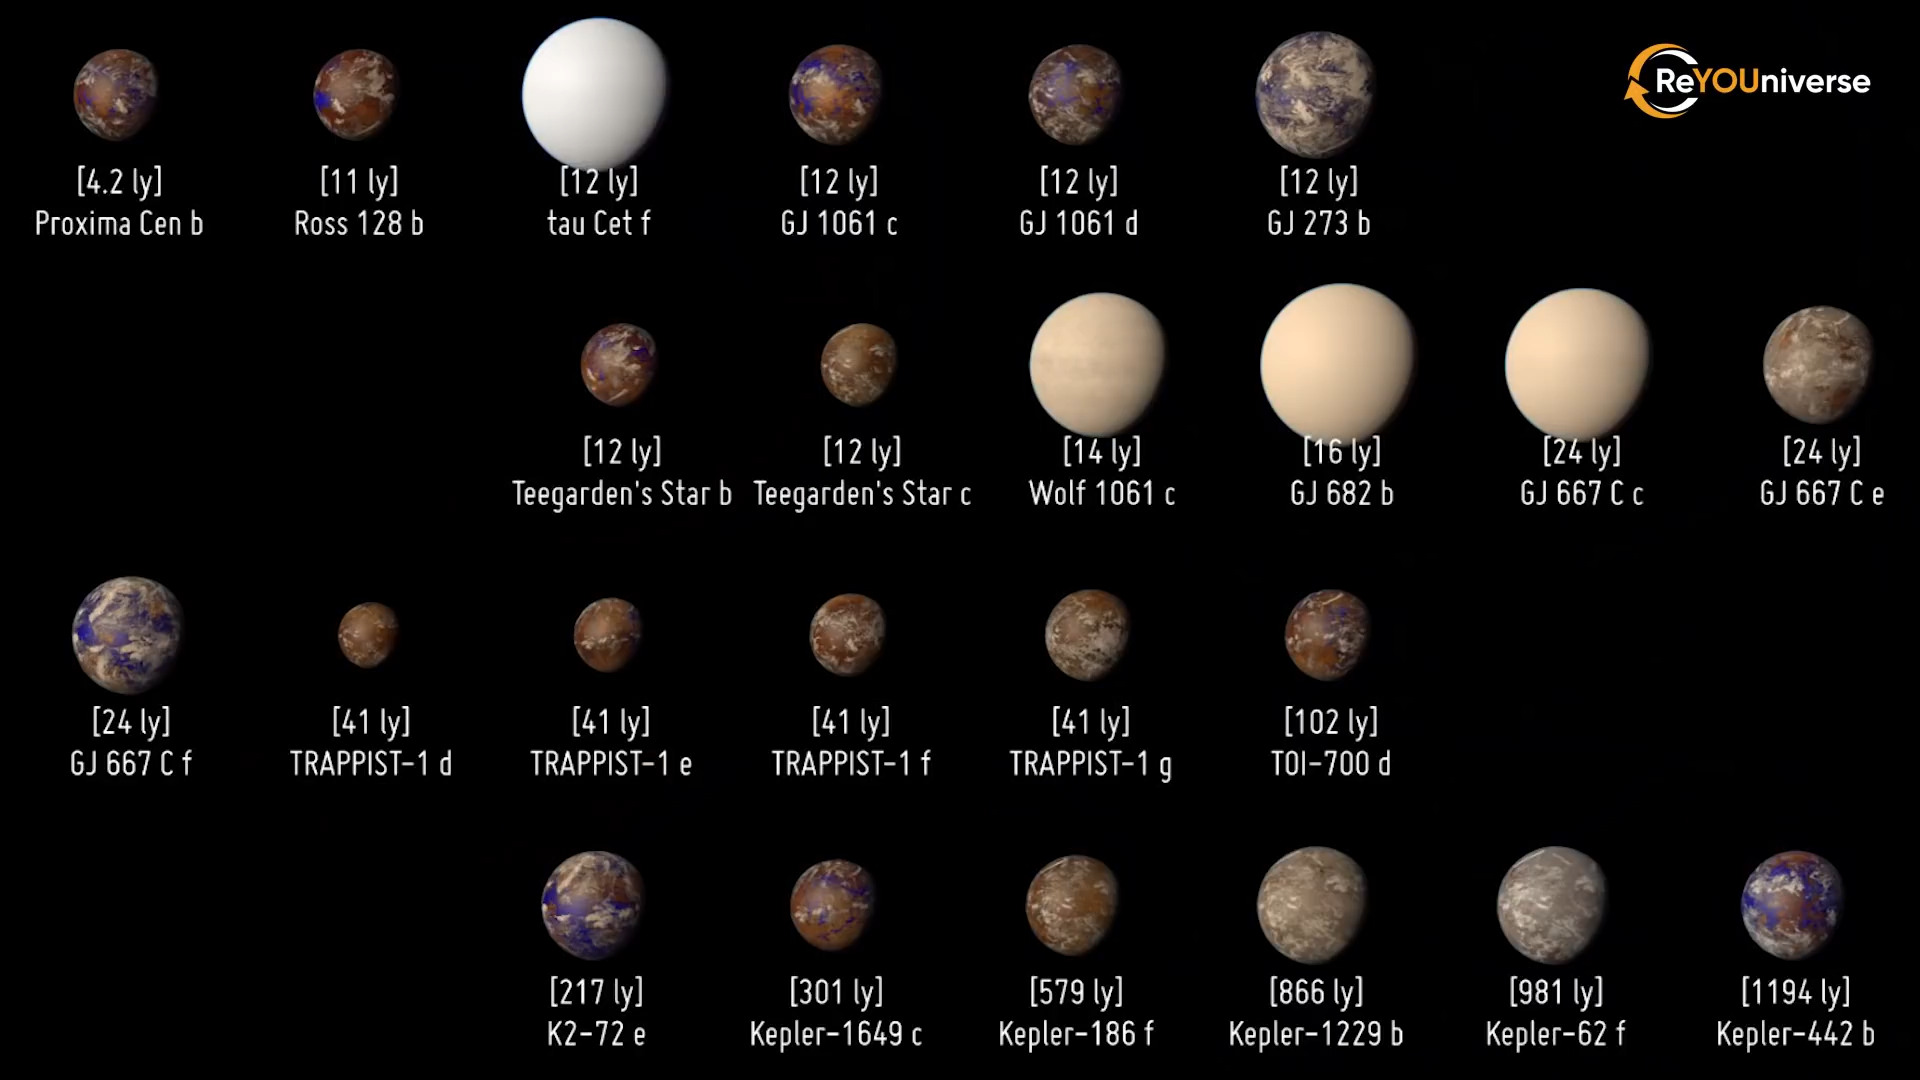 ReYOUniverse
[4.2 ly]
Proxima Cen b
[11 ly]
Ross 128 b
[12 ly]
tau Cet f
[12 ly]
GJ 1061 c
[12 ly]
GJ 1061 d
[12 ly]
GJ 273 b
[12 ly]
Teegarden's Star b
[12 ly]
Teegarden's Star c
[14 ly]
Wolf 1061 c
[16 ly]
GJ 682 b
[24 ly]
GJ 667 C c
[24 ly]
GJ 667 C e
[24 ly]
GJ 667 C f
[41 ly]
TRAPPIST-1 d
[41 ly]
TRAPPIST-1 e
[41 ly]
TRAPPIST-1 f
[41 ly]
TRAPPIST-1 g
[102 ly]
TOI-700 d
[217 ly]
K2-72 e
[301 ly]
Kepler-1649 c
[579 ly]
Kepler-186 f
[866 ly]
Kepler-1229 b
[981 ly]
Kepler-62 f
[1194 ly]
Kepler-442 b